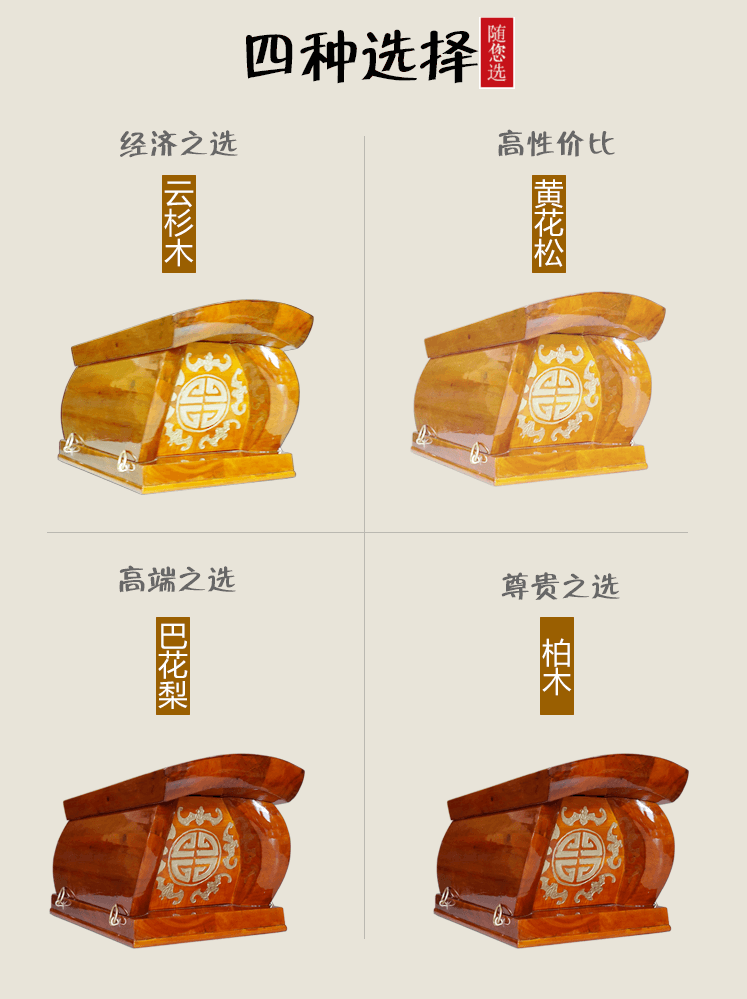 四种选择
随您选
经济之选
云杉木
高性价比
黄花松
高端之选
巴花梨
尊贵之选
柏木